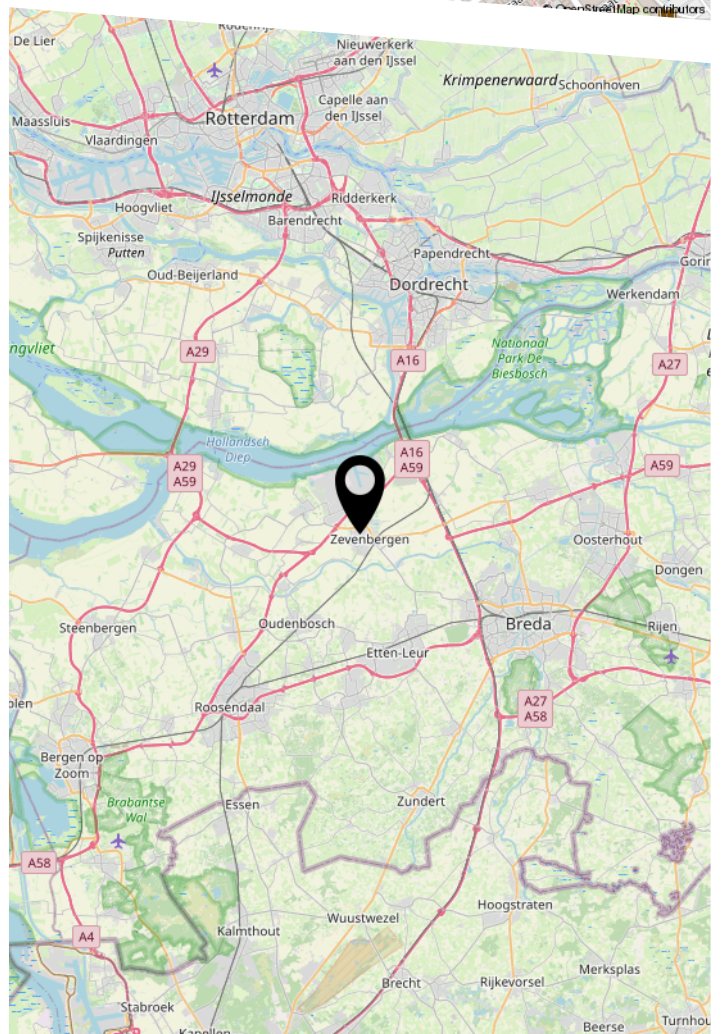 © OpenStreetMap contributors
De Lier
Nieuwerkerk
aan den IJssel
Krimpenerwaard
Schoonhoven
Capelle aan
den IJssel
Maassluis
Rotterdam
Vlaardingen
IJsselmonde
Ridderkerk
Hoogvliet
Barendrecht
Spijkenisse
Putten
Papendrecht
Oud-Beijerland
Dordrecht
Werkendam
A29
Nationaal
Park De
Biesbosch
A16
A27
Hollandsch
Diep
A16
A59
A29
A59
A59
Zevenbergen
Oosterhout
Dongen
Steenbergen
Oudenbosch
Breda
Rijen
Etten-Leur
Roosendaal
A27
A58
Bergen op
Zoom
Brabantse
Wal
Essen
Zundert
A58
Hoogstraten
Wuustwezel
Kalmthout
A4
Merksplas
Brecht
Rijkevorsel
Stabroek
Beerse